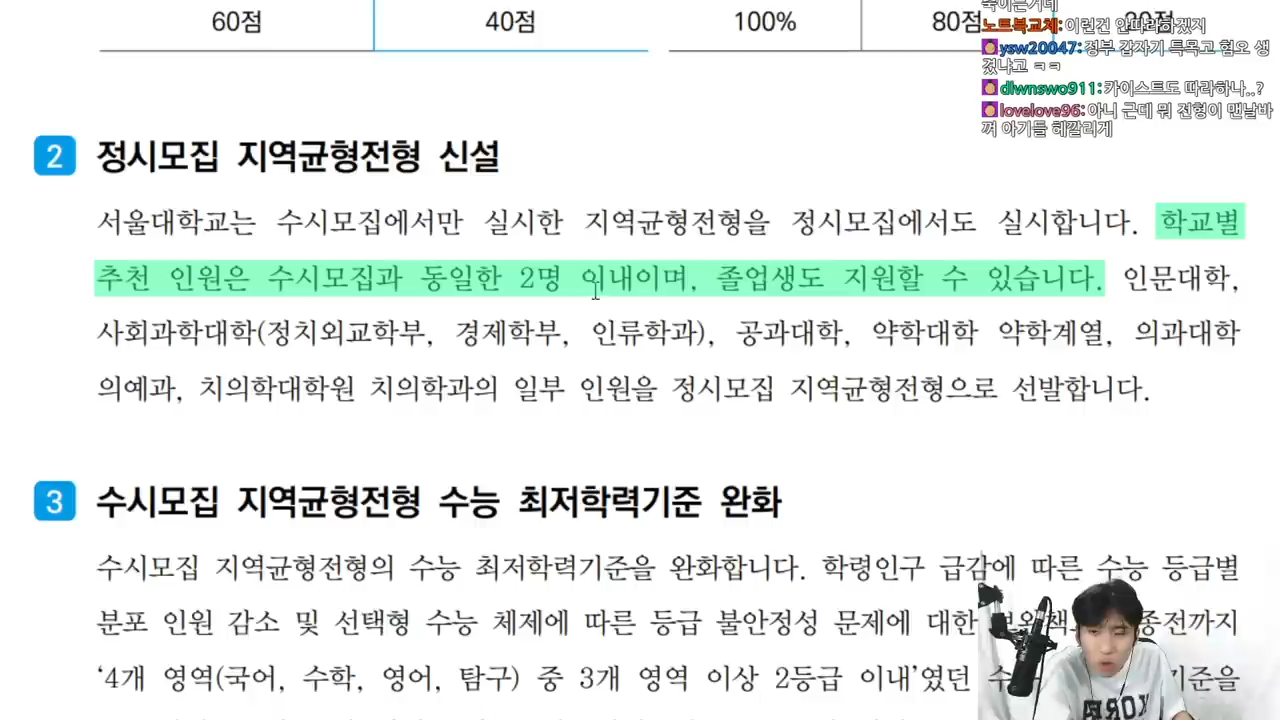 60점 40점 100% 80점
죽이는거네
노트북교체: 이런건 안따라하겠지
ysw20047: 정부 갑자기 특목고 혐오 생
겼냐고 ㅋㅋ
dlwnswo911: 카이스트도 따라하나..?
lovelove96: 아니 근데 뭐 전형이 맨날바
껴 아기들 헤깔리게
2 정시모집 지역균형전형 신설
서울대학교는 수시모집에서만 실시한 지역균형전형을 정시모집에서도 실시합니다. 학교별
추천 인원은 수시모집과 동일한 2명 이내이며, 졸업생도 지원할 수 있습니다. 인문대학,
사회과학대학(정치외교학부, 경제학부, 인류학과), 공과대학, 약학대학 약학계열, 의과대학
의예과, 치의학대학원 치의학과의 일부 인원을 정시모집 지역균형전형으로 선발합니다.
3 수시모집 지역균형전형 수능 최저학력기준 완화
수시모집 지역균형전형의 수능 최저학력기준을 완화합니다. 학령인구 급감에 따른 수능 등급별
분포 인원 감소 및 선택형 수능 체제에 따른 등급 불안정성 문제에 대한 종전까지
‘4개 영역(국어, 수학, 영어, 탐구) 중 3개 영역 이상 2등급 이내’였던 기준을